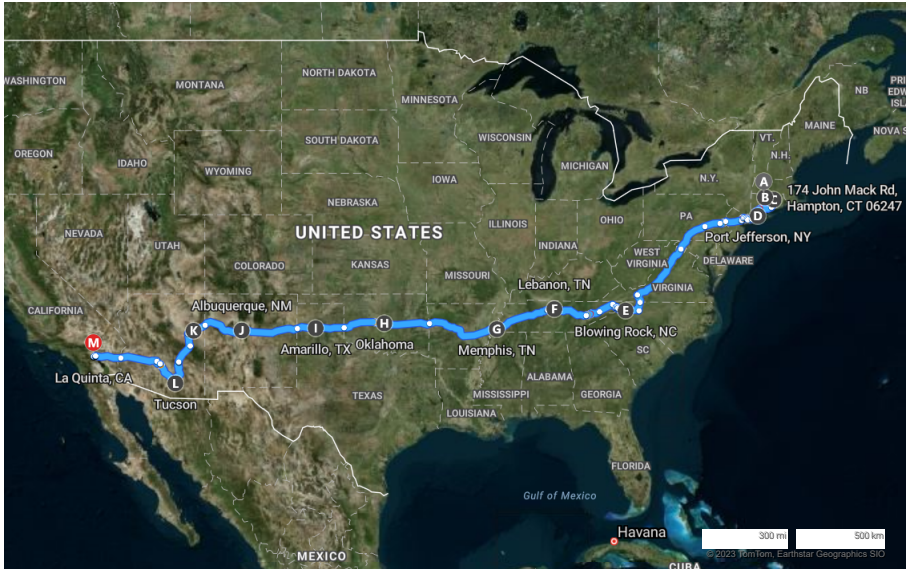 WASHINGTON
MONTANA
NORTH DAKOTA
MINNESOTA
NB
PRI
EDW
ISLA
MAINE
VT.
N.H.
NOVA S
OREGON
IDAHO
SOUTH DAKOTA
WISCONSIN
MICHIGAN
N.Y.
WYOMING
IOWA
A
B
C
174 John Mack Rd,
Hampton, CT 06247
NEBRASKA
ILLINOIS
OHIO
PA
D
Port Jefferson, NY
NEVADA
UTAH
UNITED STATES
INDIANA
WEST
VIRGINIA
DELAWARE
COLORADO
KANSAS
MISSOURI
Lebanon, TN
VIRGINIA
CALIFORNIA
Albuquerque, NM
K
J
I
H
G
F
E
Amarillo, TX
Oklahoma
Memphis, TN
Blowing Rock, NC
M
La Quinta, CA
L
Tucson
SC
ALABAMA
TEXAS
MISSISSIPPI
GEORGIA
LOUISIANA
FLORIDA
Gulf of Mexico
Havana
300 mi
500 km
© 2023 TomTom, Earthstar Geographics SIO
MEXICO
CUBA